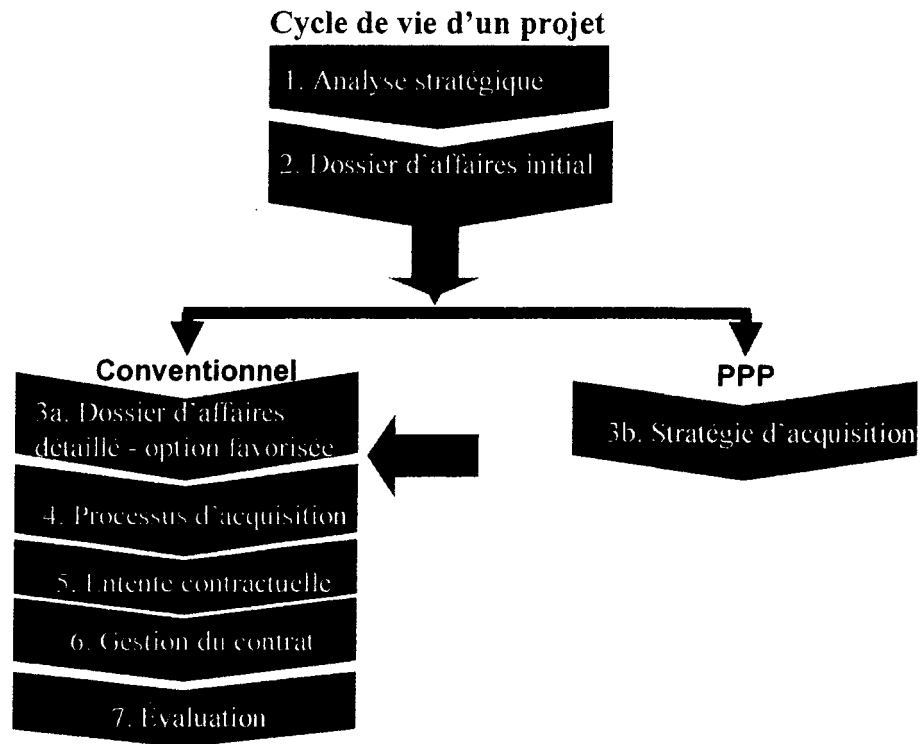 Cycle de vie d'un projet
1. Analyse stratégique
2. Dossier d'affaires initial
Conventionnel
3a. Dossier d'affaires
détaillé - option favorisée
4. Processus d'acquisition
5. Entente contractuelle
6. Gestion du contrat
7. Évaluation
PPP
3b. Stratégie d'acquisition